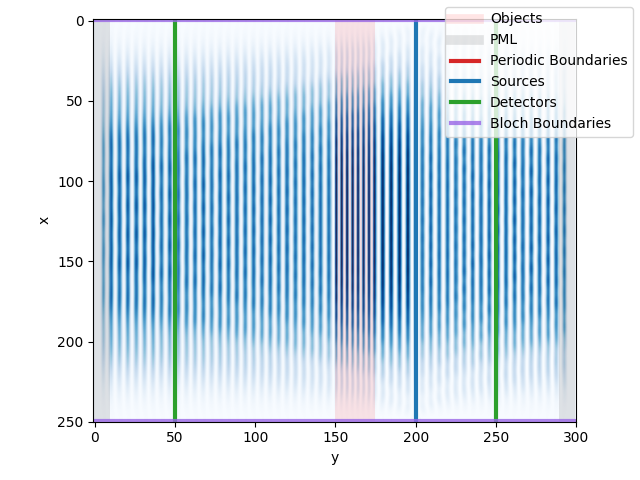 Objects
PML
Periodic Boundaries
Sources
Detectors
Bloch Boundaries
0
50
100
150
200
250
x
0
50
100
150
200
250
300
y